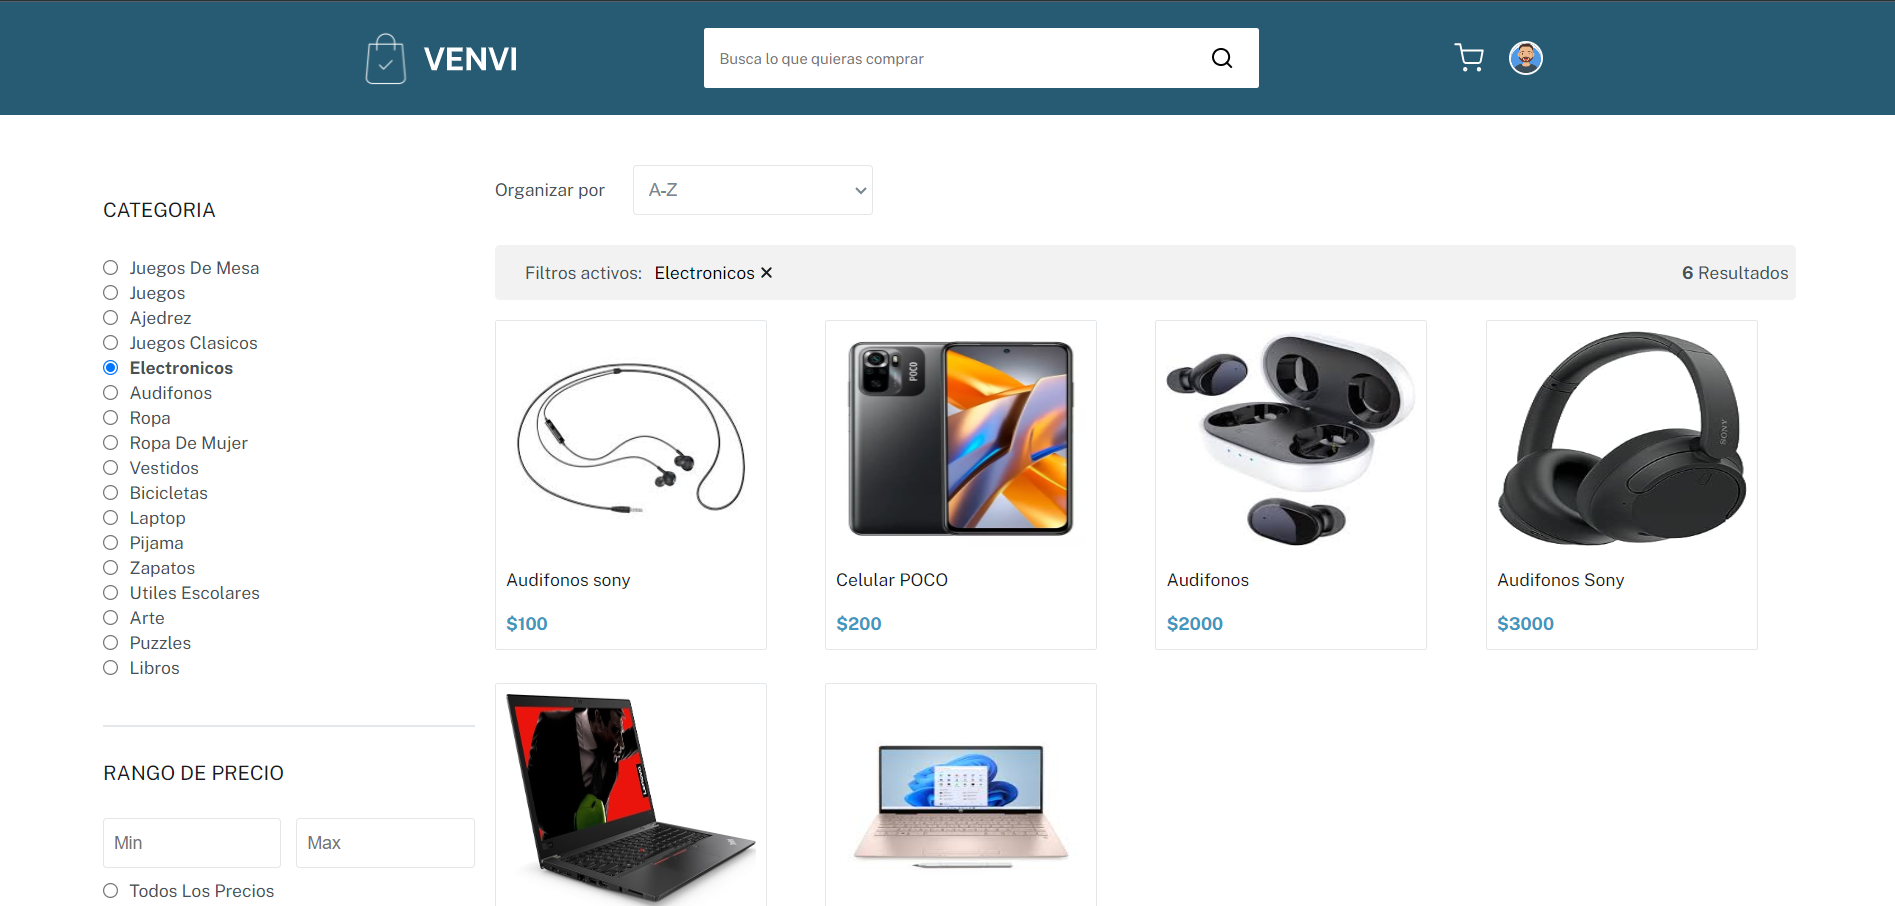 VENVI
Busca lo que quieras comprar
Organizar por
A-Z
CATEGORIA
Juegos De Mesa
Juegos
Ajedrez
Juegos Clasicos
Electronicos
Audifonos
Ropa
Ropa De Mujer
Vestidos
Bicicletas
Laptop
Pijama
Zapatos
Utiles Escolares
Arte
Puzzles
Libros
RANGO DE PRECIO
Min
Max
Todos Los Precios
Filtros activos: Electronicos ✕
6 Resultados
POCO
SONY
Audifonos sony
$100
Celular POCO
$200
Audifonos
$2000
Audifonos Sony
$3000